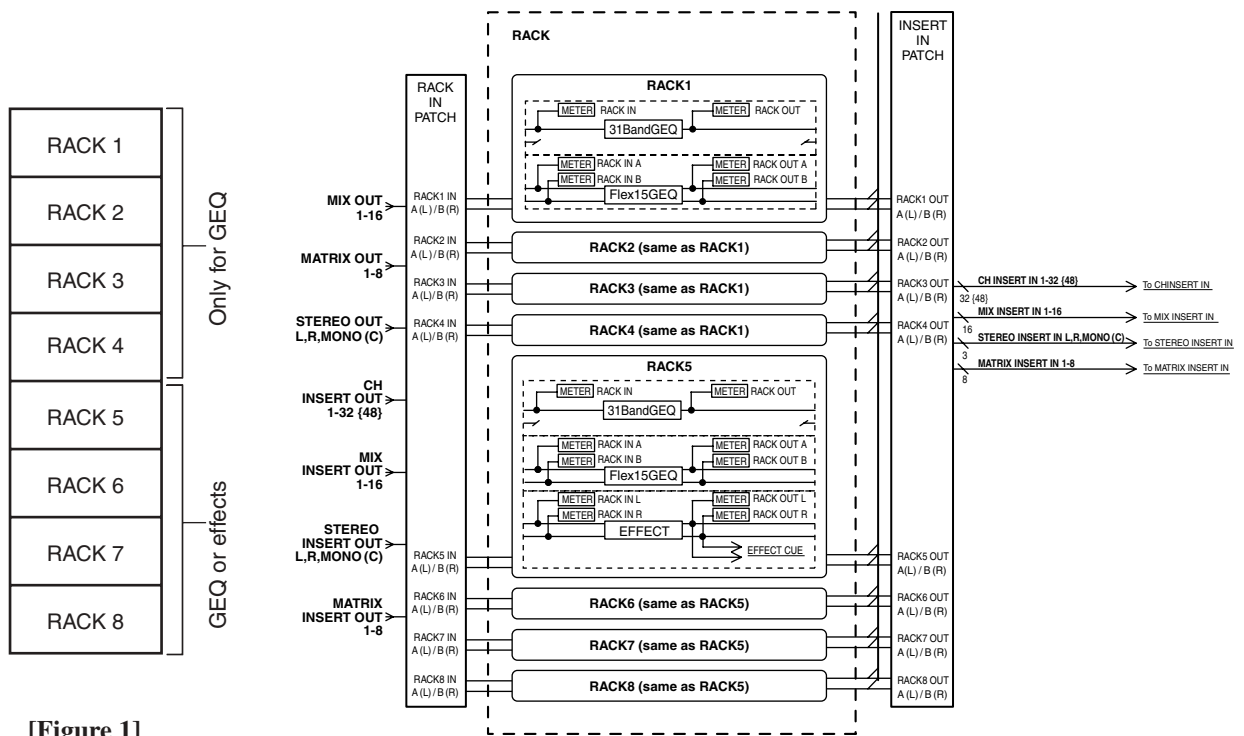 RACK 1
RACK 2
RACK 3
RACK 4
RACK 5
RACK 6
RACK 7
RACK 8
Only for GEQ
GEQ or effects
[Figure 1]
MIX OUT
1-16
MATRIX OUT
1-8
STEREO OUT
L,R,MONO (C)
CH
INSERT OUT
1-32 {48}
MIX
INSERT OUT
1-16
STEREO
INSERT OUT
L,R,MONO (C)
MATRIX
INSERT OUT
1-8
RACK
IN
PATCH
RACK1 IN
A (L) / B (R)
RACK2 IN
A (L) / B (R)
RACK3 IN
A (L) / B (R)
RACK4 IN
A (L) / B (R)
RACK5 IN
A (L) / B (R)
RACK6 IN
A (L) / B (R)
RACK7 IN
A (L) / B (R)
RACK8 IN
A (L) / B (R)
RACK
RACK1
METER RACK IN
METER RACK OUT
31BandGEQ
METER RACK IN A
METER RACK OUT A
METER RACK IN B
METER RACK OUT B
Flex15GEQ
RACK2 (same as RACK1)
RACK3 (same as RACK1)
RACK4 (same as RACK1)
RACK5
METER RACK IN
METER RACK OUT
31BandGEQ
METER RACK IN A
METER RACK OUT A
METER RACK IN B
METER RACK OUT B
Flex15GEQ
METER RACK IN L
METER RACK OUT L
METER RACK IN R
METER RACK OUT R
EFFECT
EFFECT CUE
RACK6 (same as RACK5)
RACK7 (same as RACK5)
RACK8 (same as RACK5)
INSERT
IN
PATCH
RACK1 OUT
A (L) / B (R)
RACK2 OUT
A (L) / B (R)
RACK3 OUT
A (L) / B (R)
RACK4 OUT
A (L) / B (R)
RACK5 OUT
A(L) / B (R)
RACK6 OUT
A (L) / B (R)
RACK7 OUT
A (L) / B (R)
RACK8 OUT
A (L) / B (R)
CH INSERT IN 1-32 {48}
32 {48}
To CHINSERT IN
MIX INSERT IN 1-16
16
To MIX INSERT IN
STEREO INSERT IN L,R,MONO (C)
3
To STEREO INSERT IN
MATRIX INSERT IN 1-8
8
To MATRIX INSERT IN